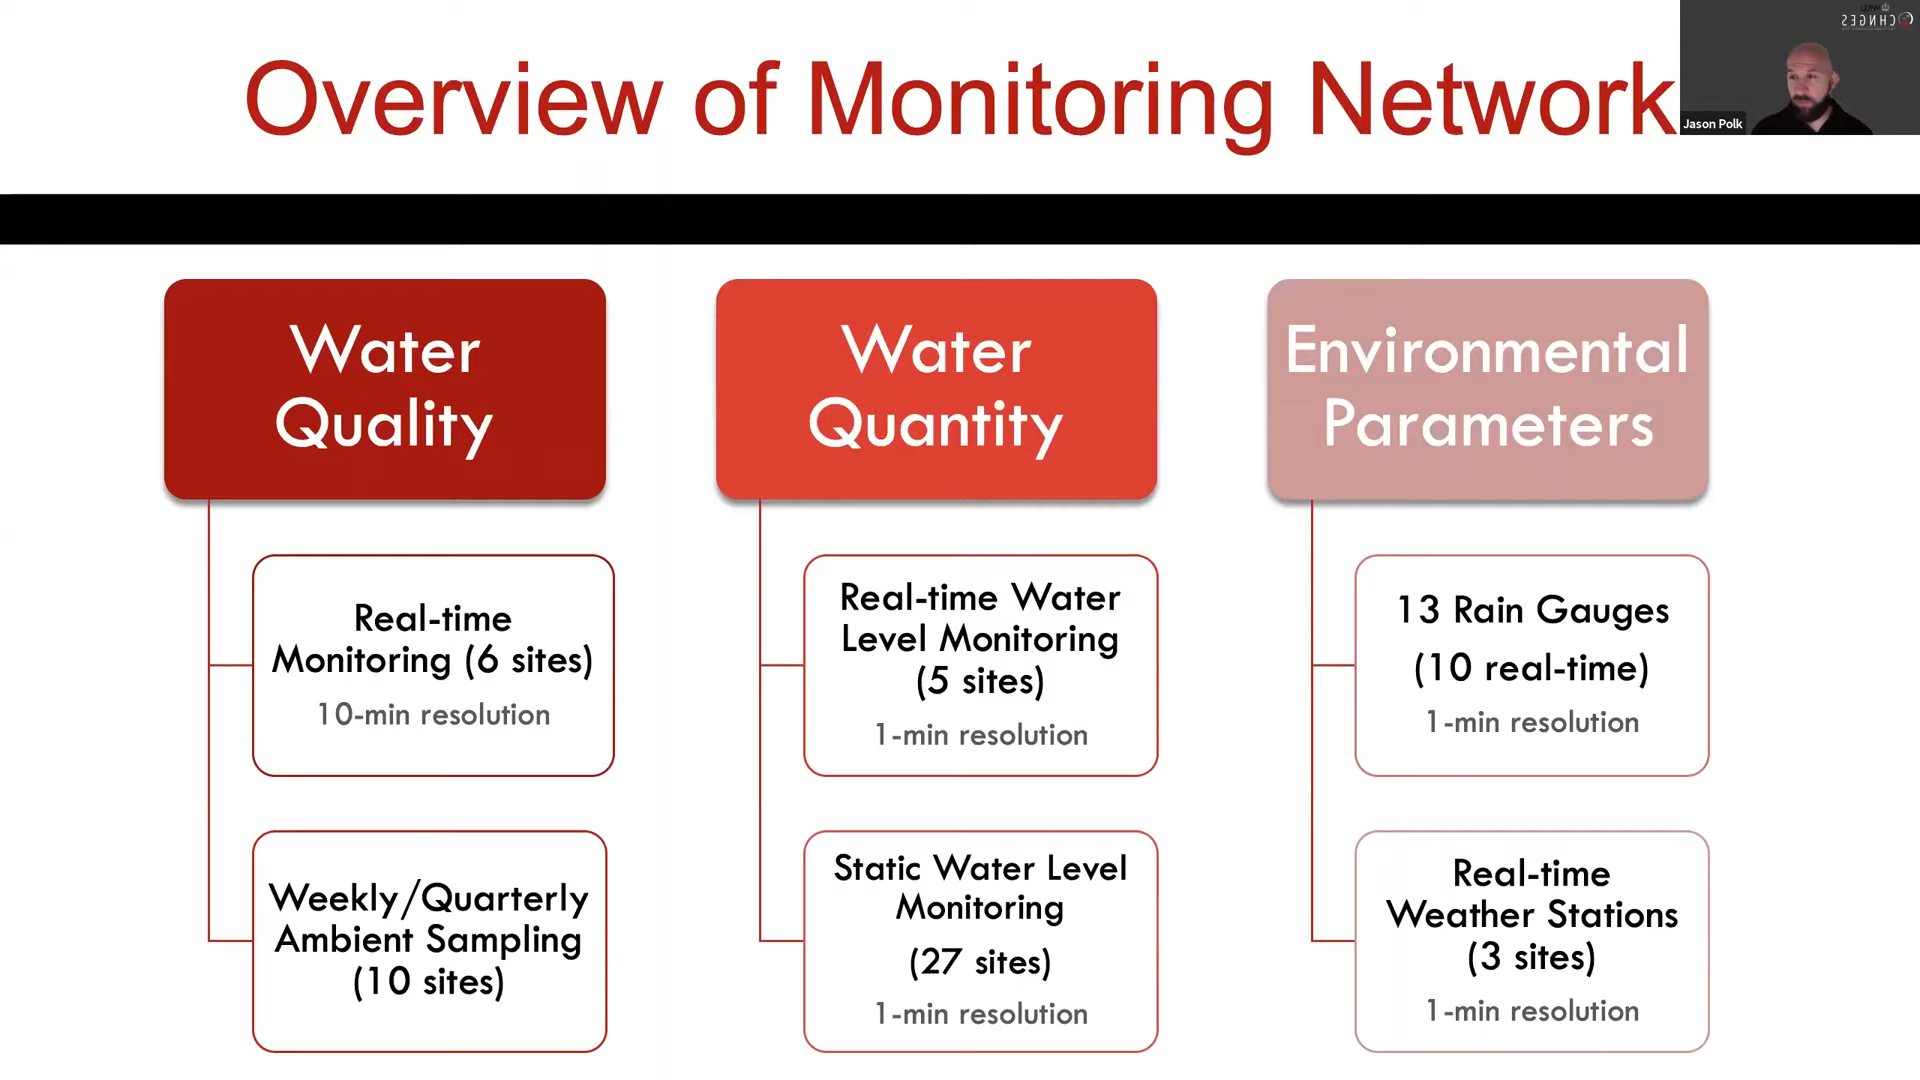 Overview of Monitoring Network
Jason Polk
Water
Quality
Real-time
Monitoring (6 sites)
10-min resolution
Weekly/Quarterly
Ambient Sampling
(10 sites)
Water
Quantity
Real-time Water
Level Monitoring
(5 sites)
1-min resolution
Static Water Level
Monitoring
(27 sites)
1-min resolution
Environmental
Parameters
13 Rain Gauges
(10 real-time)
1-min resolution
Real-time
Weather Stations
(3 sites)
1-min resolution